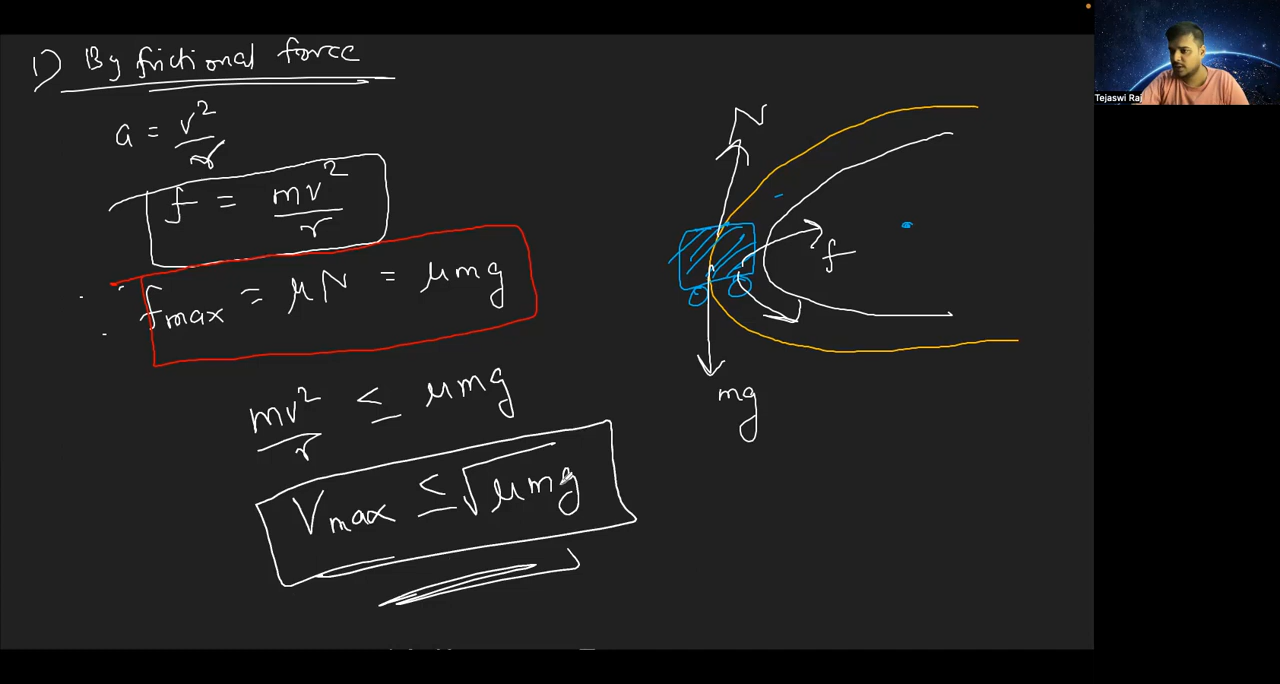 1) By frictional force
a = v²/r
f = mv²/r
∴ fmax = μN = μmg
mv²/r ≤ μmg
Vmax ≤ √μmg
N
f
mg
Tejaswi Raj